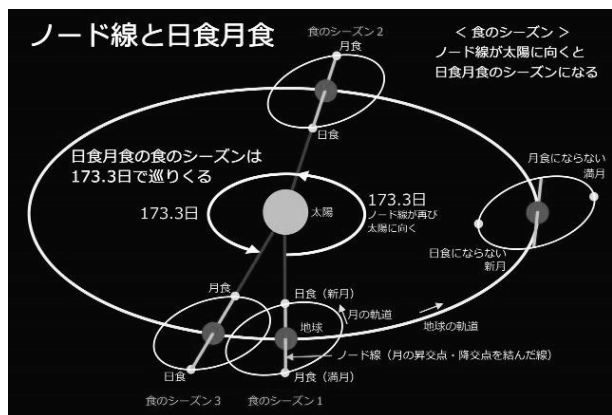 ノード線と日食月食
食のシーズン2
月食
日食
＜ 食のシーズン ＞
ノード線が太陽に向くと
日食月食のシーズンになる
日食月食の食のシーズンは
173.3日で巡りくる
173.3日
太陽
173.3日
ノード線が再び
太陽に向く
月食にならない
満月
日食にならない
新月
月食
日食
日食（新月）
月の軌道
地球
地球の軌道
ノード線（月の昇交点・降交点を結んだ線）
月食（満月）
食のシーズン3
食のシーズン1